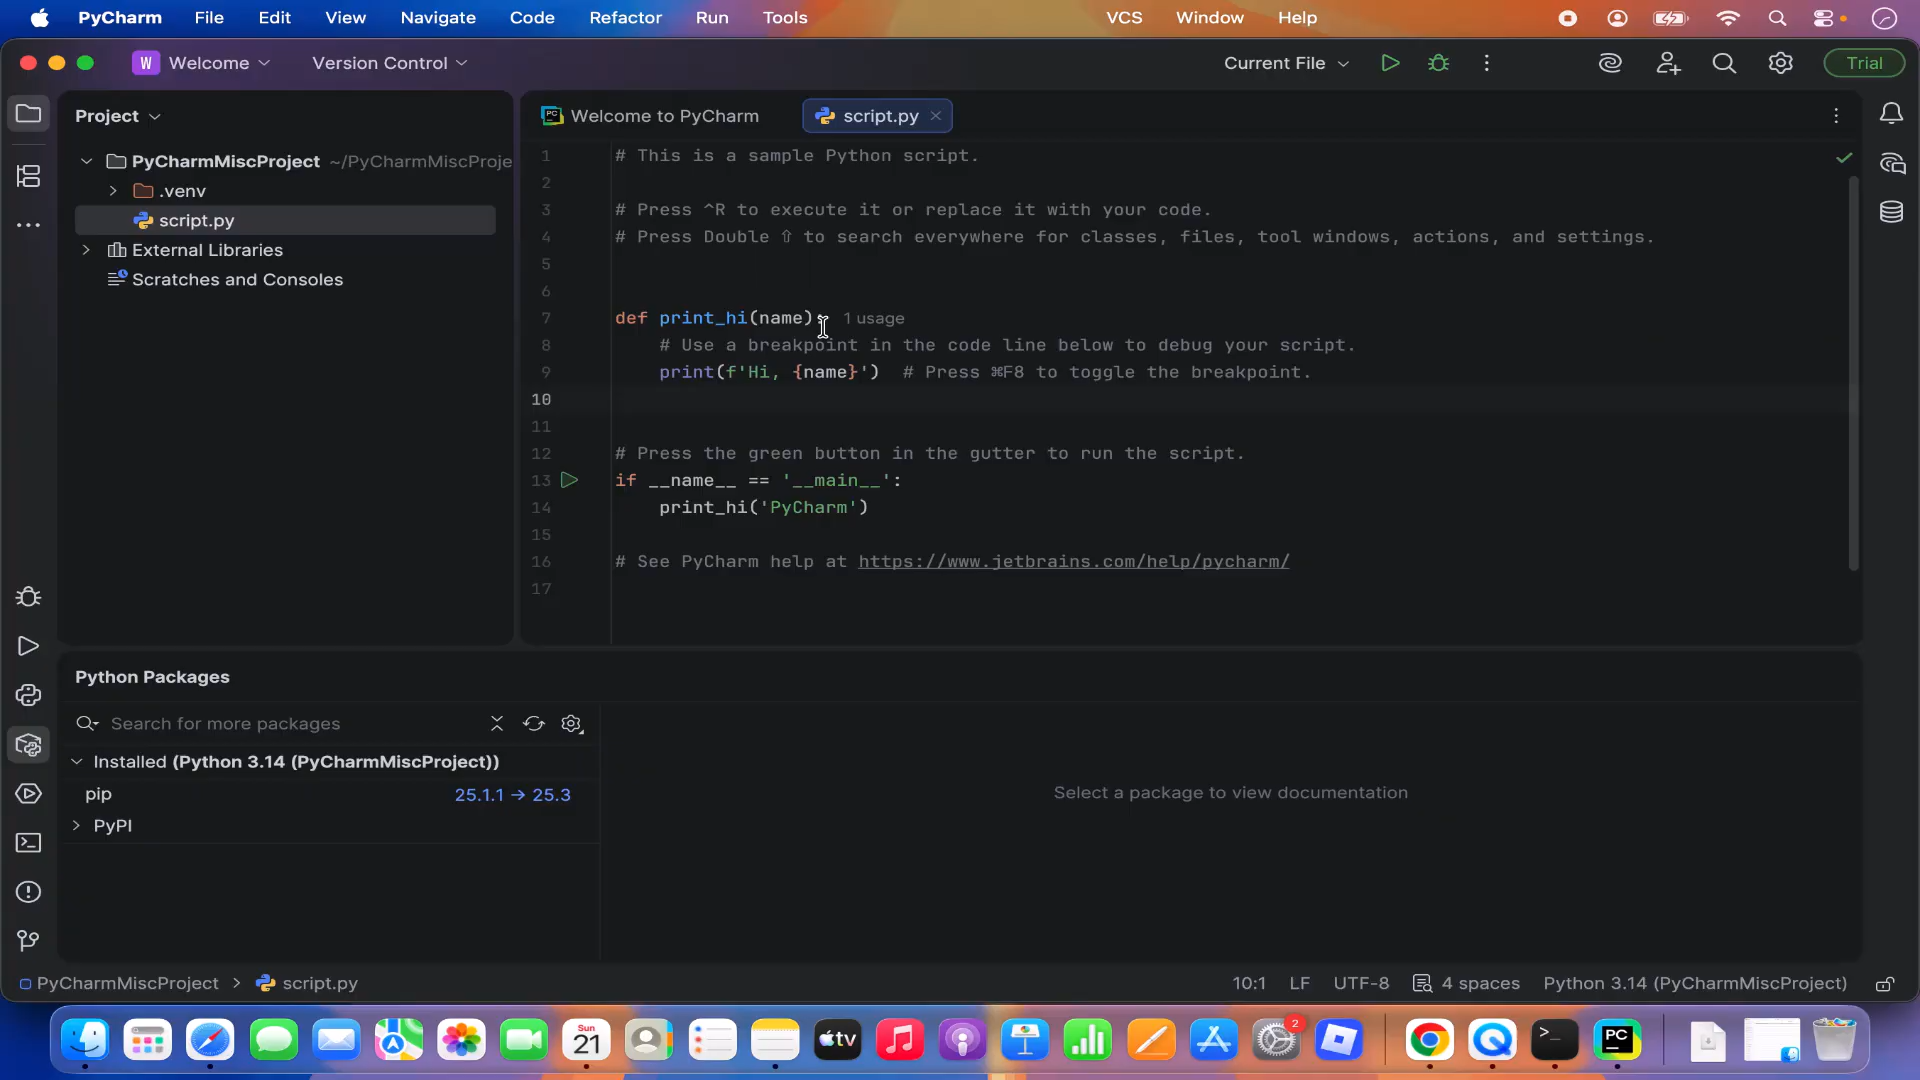 PyCharm File Edit View Navigate Code Refactor Run Tools VCS Window Help
W Welcome Version Control Current File Trial
Project
Welcome to PyCharm script.py
PyCharmMiscProject ~/PyCharmMiscProje
.venv
script.py
External Libraries
Scratches and Consoles
1 # This is a sample Python script.
2
3 # Press ^R to execute it or replace it with your code.
4 # Press Double ⇧ to search everywhere for classes, files, tool windows, actions, and settings.
5
6
7 def print_hi(name): 1 usage
8 # Use a breakpoint in the code line below to debug your script.
9 print(f'Hi, {name}') # Press ⌘F8 to toggle the breakpoint.
10
11
12 # Press the green button in the gutter to run the script.
13 if __name__ == '__main__':
14 print_hi('PyCharm')
15
16 # See PyCharm help at https://www.jetbrains.com/help/pycharm/
17
Python Packages
Search for more packages
Installed (Python 3.14 (PyCharmMiscProject))
pip 25.1.1 → 25.3
PyPI
Select a package to view documentation
PyCharmMiscProject > script.py 10:1 LF UTF-8 4 spaces Python 3.14 (PyCharmMiscProject)
Sun
21
tv
2
PC